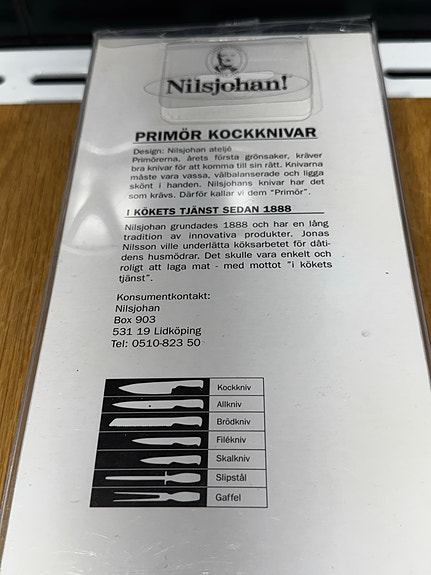 Nilsjohan!
PRIMÖR KOCKKNIVAR
Design: Nilsjohan ateljé
Primörerna, årets första grönsaker, kräver
bra knivar för att komma till sin rätt. Knivarna
måste vara vassa, välbalanserade och ligga
skönt i handen. Nilsjohans knivar har det
som krävs. Därför kallar vi dem "Primör".
I KÖKETS TJÄNST SEDAN 1888
Nilsjohan grundades 1888 och har en lång
tradition av innovativa produkter. Jonas
Nilsson ville underlätta köksarbetet för dåti-
dens husmödrar. Det skulle vara enkelt och
roligt att laga mat - med mottot "i kökets
tjänst".
Konsumentkontakt:
Nilsjohan
Box 903
531 19 Lidköping
Tel: 0510-823 50
Kockkniv
Allkniv
Brödkniv
Filékniv
Skalkniv
Slipstål
Gaffel